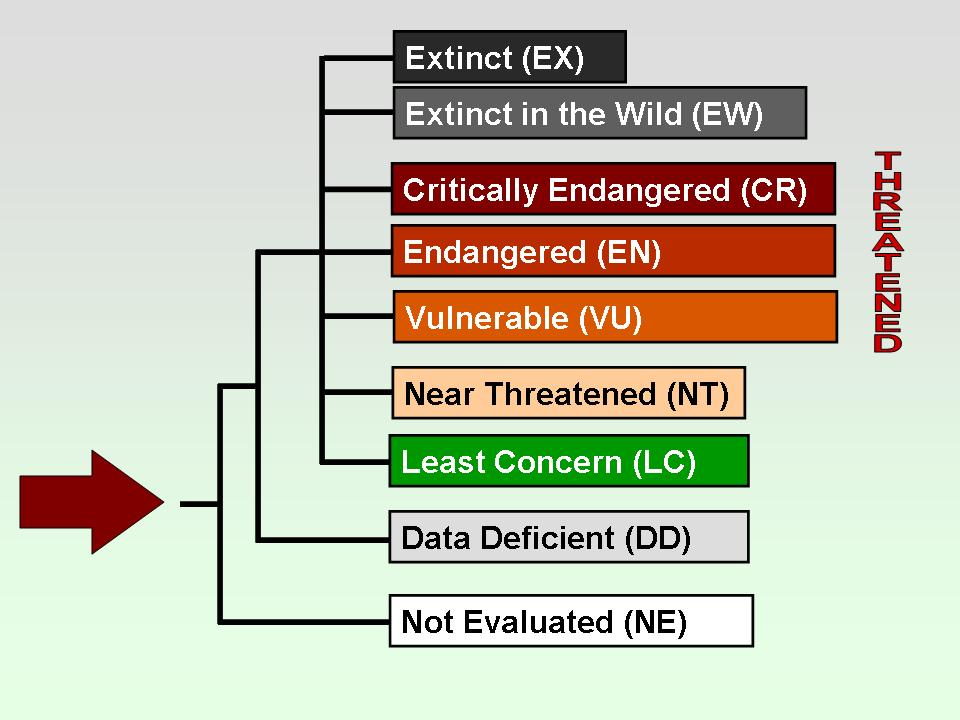 Extinct (EX)
Extinct in the Wild (EW)
Critically Endangered (CR)
Endangered (EN)
Vulnerable (VU)
Near Threatened (NT)
Least Concern (LC)
Data Deficient (DD)
Not Evaluated (NE)
THREATENED